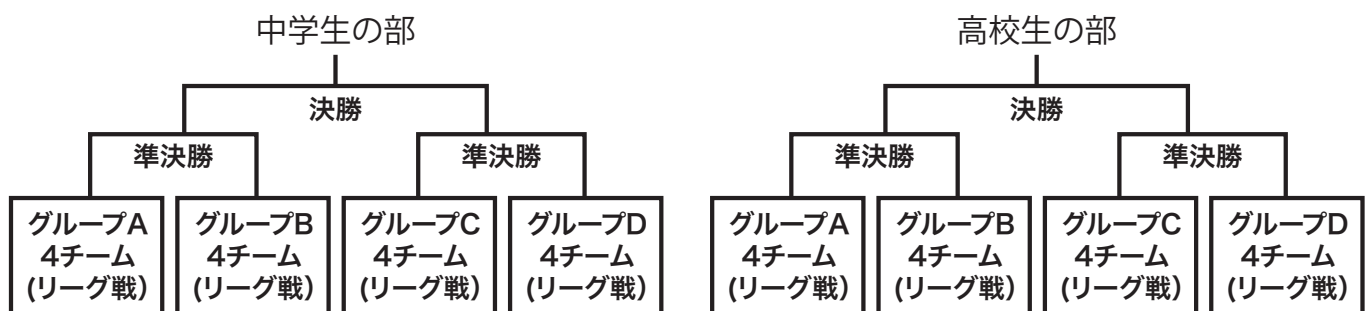 中学生の部
決勝
準決勝
準決勝
グループA
4チーム
(リーグ戦)
グループB
4チーム
(リーグ戦)
グループC
4チーム
(リーグ戦)
グループD
4チーム
(リーグ戦)
高校生の部
決勝
準決勝
準決勝
グループA
4チーム
(リーグ戦)
グループB
4チーム
(リーグ戦)
グループC
4チーム
(リーグ戦)
グループD
4チーム
(リーグ戦)